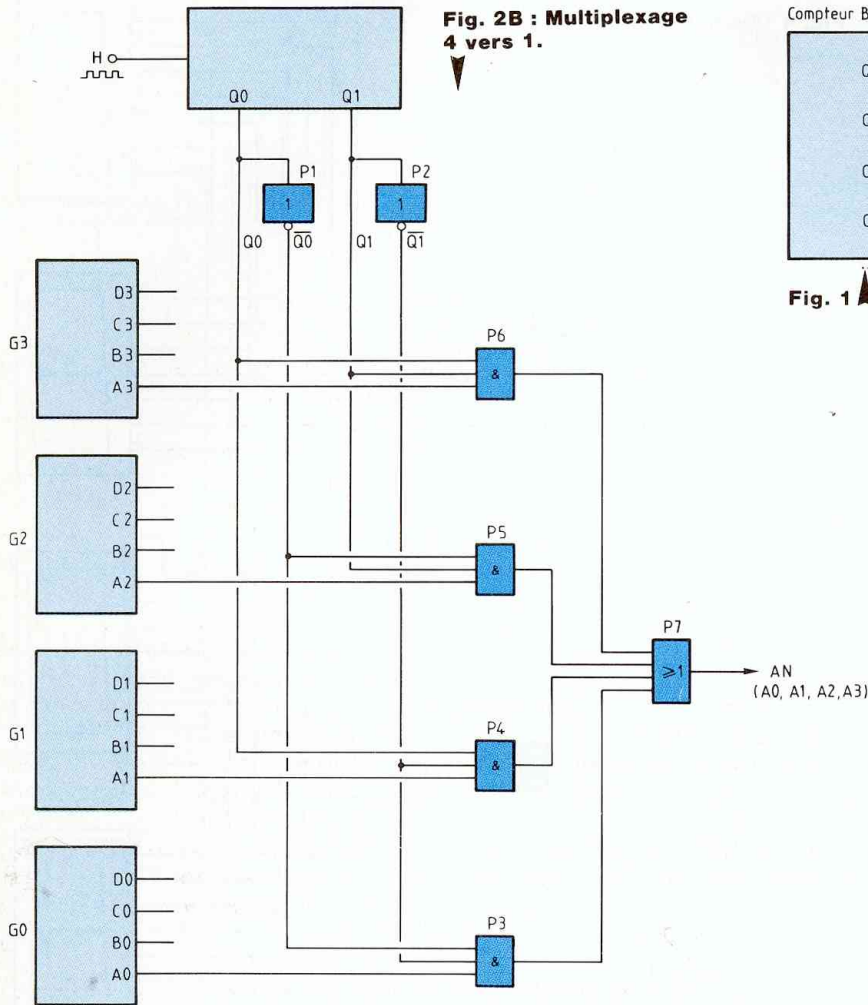 Fig. 2B : Multiplexage
4 vers 1.
Compteur B
H
Q0 Q1
P1 P2
1 1
Q0 Q̅0̅ Q1 Q̅1̅
Fig. 1
G3
D3
C3
B3
A3
P6
&
G2
D2
C2
B2
A2
P5
&
P7
≥1
AN
(A0, A1, A2, A3)
G1
D1
C1
B1
A1
P4
&
G0
D0
C0
B0
A0
P3
&